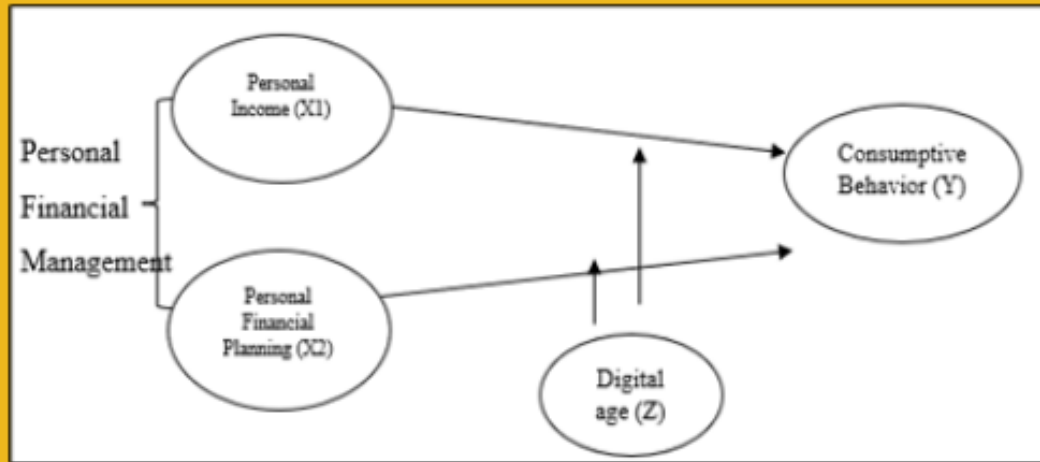 Personal
Financial
Management
Personal
Income (X1)
Personal
Financial
Planning (X2)
Consumptive
Behavior (Y)
Digital
age (Z)